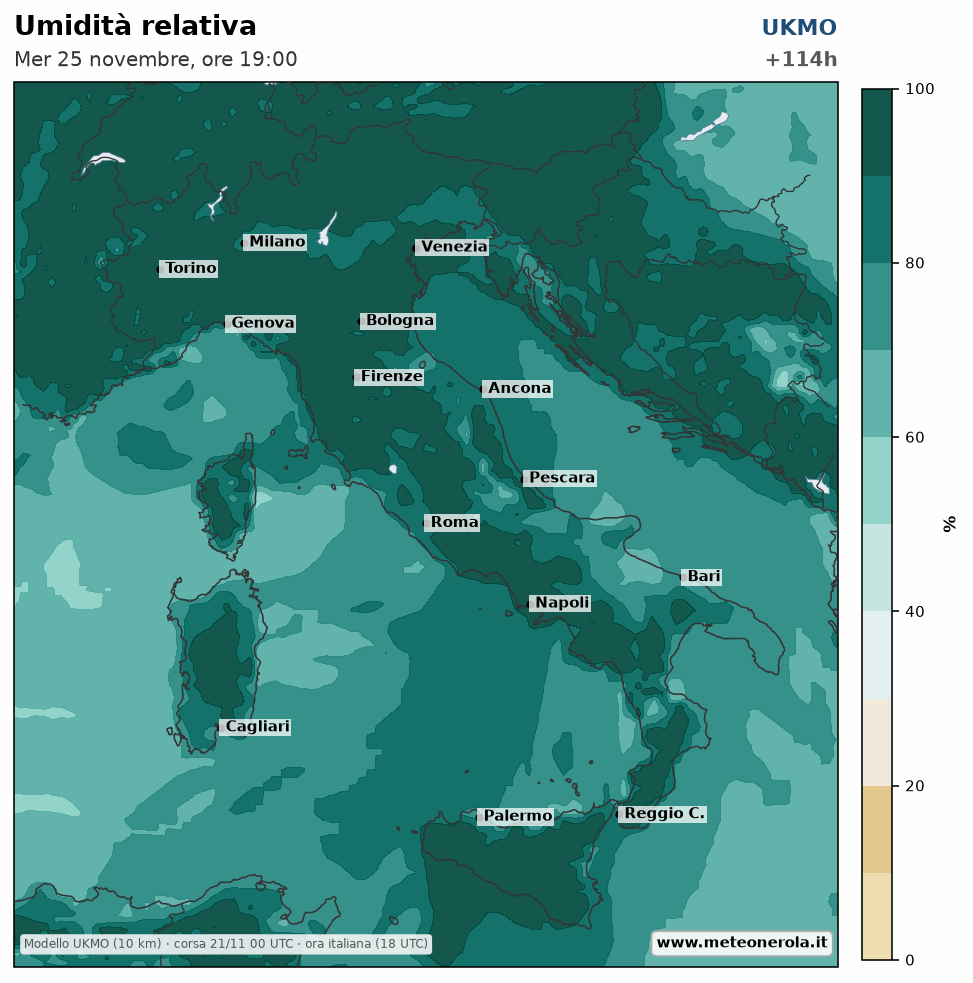 Umidità relativa
UKMO
Mer 25 novembre, ore 19:00
+114h
100
80
60
40
20
0
%
Milano
Venezia
Torino
Genova
Bologna
Firenze
Ancona
Pescara
Roma
Bari
Napoli
Cagliari
Palermo
Reggio C.
Modello UKMO (10 km) · corsa 21/11 00 UTC · ora italiana (18 UTC)
www.meteonerola.it